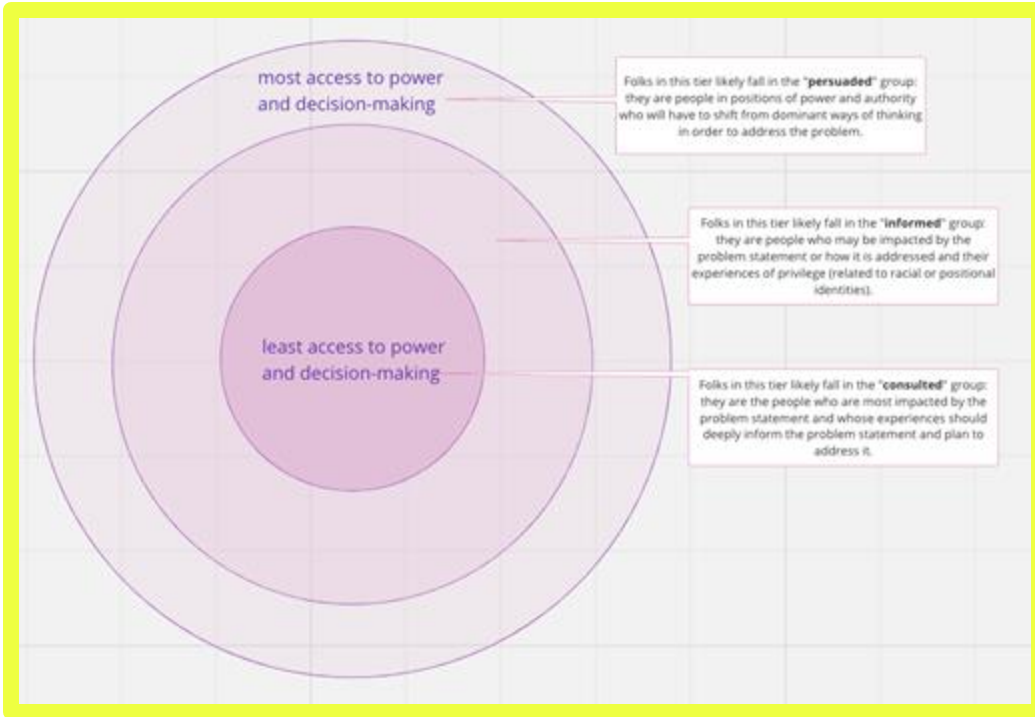 most access to power
and decision-making
Folks in this tier likely fall in the "persuaded" group:
they are people in positions of power and authority
who will have to shift from dominant ways of thinking
in order to address the problem.
Folks in this tier likely fall in the "informed" group:
they are people who may be impacted by the
problem statement or how it is addressed and their
experiences of privilege (related to racial or positional
identities).
least access to power
and decision-making
Folks in this tier likely fall in the "consulted" group:
they are the people who are most impacted by the
problem statement and whose experiences should
deeply inform the problem statement and plan to
address it.